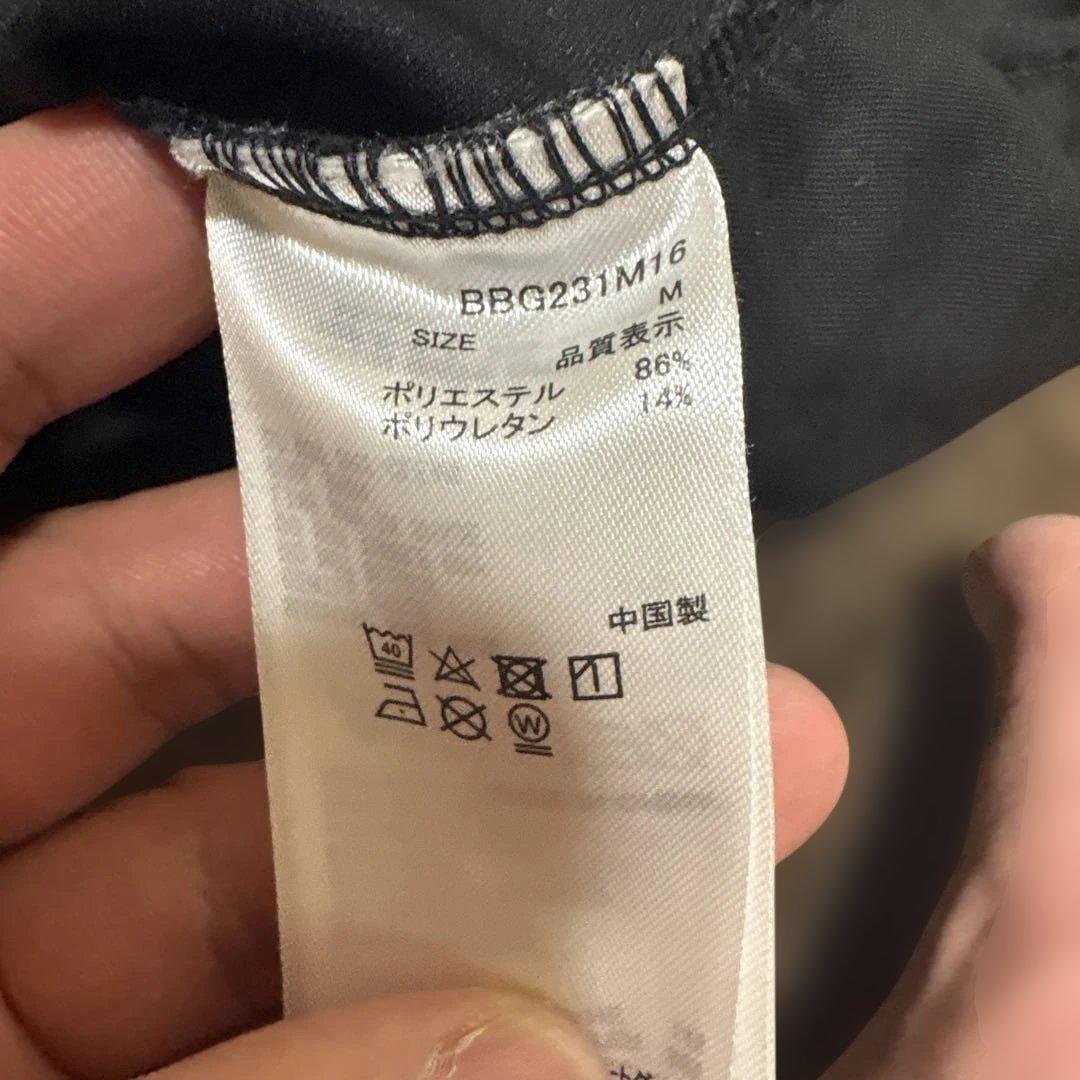 BBG231M16
SIZE M
品質表示
ポリエステル 86%
ポリウレタン 14%
中国製
40
W